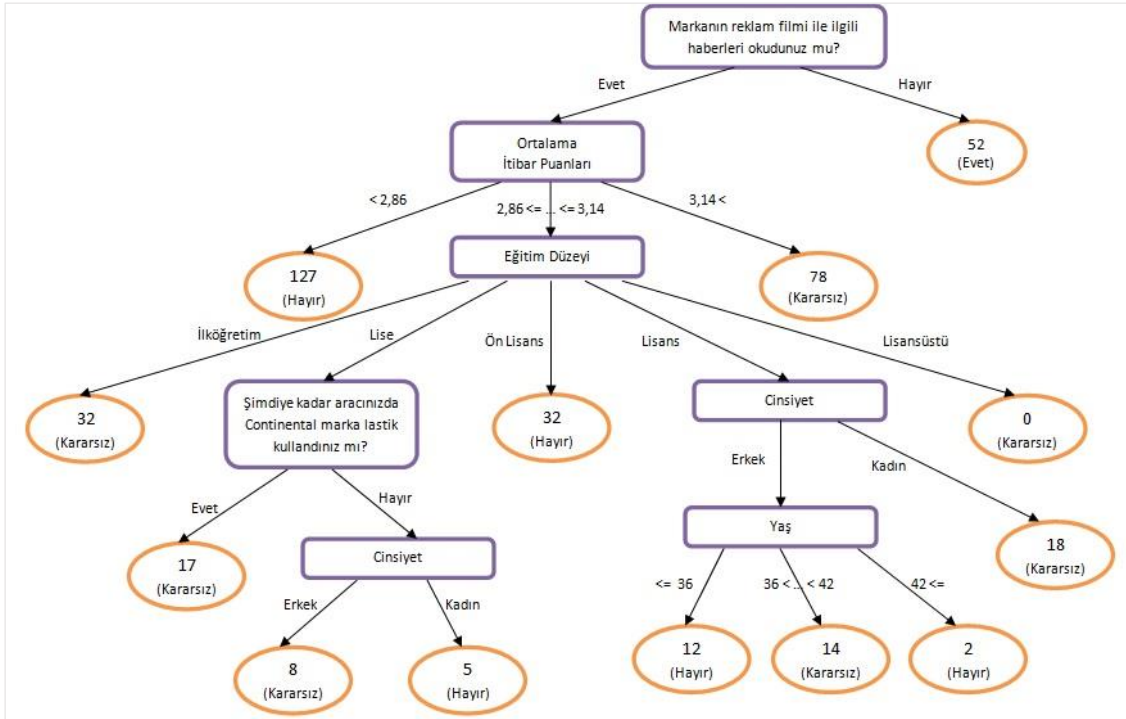 Markanın reklam filmi ile ilgili
haberleri okudunuz mu?
Evet
Hayır
Ortalama
İtibar Puanları
52
(Evet)
< 2,86
2,86 <= ... <= 3,14
3,14 <
127
(Hayır)
Eğitim Düzeyi
78
(Kararsız)
İlköğretim
Lise
Ön Lisans
Lisans
Lisansüstü
32
(Kararsız)
Şimdiye kadar aracınızda
Continental marka lastik
kullandınız mı?
32
(Hayır)
Cinsiyet
0
(Kararsız)
Evet
Hayır
Erkek
Kadın
17
(Kararsız)
Cinsiyet
Yaş
18
(Kararsız)
Erkek
Kadın
<= 36
36 < ... < 42
42 <=
8
(Kararsız)
5
(Hayır)
12
(Hayır)
14
(Kararsız)
2
(Hayır)